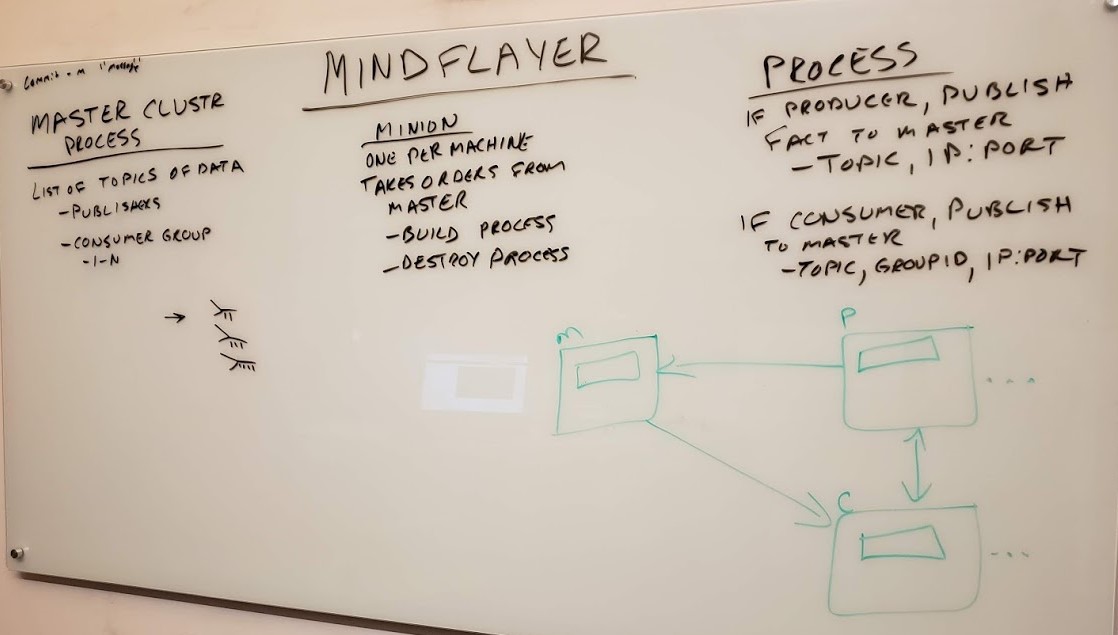 Commit -m "message"
MINDFLAYER
MASTER CLUSTR
PROCESS
LIST OF TOPICS OF DATA
-PUBLISHERS
-CONSUMER GROUP
-1-N
MINION
ONE PER MACHINE
TAKES ORDERS FROM
MASTER
-BUILD PROCESS
-DESTROY PROCESS
PROCESS
IF PRODUCER, PUBLISH
FACT TO MASTER
-TOPIC, IP:PORT
IF CONSUMER, PUBLISH
TO MASTER
-TOPIC, GROUPID, IP:PORT
M
P
C